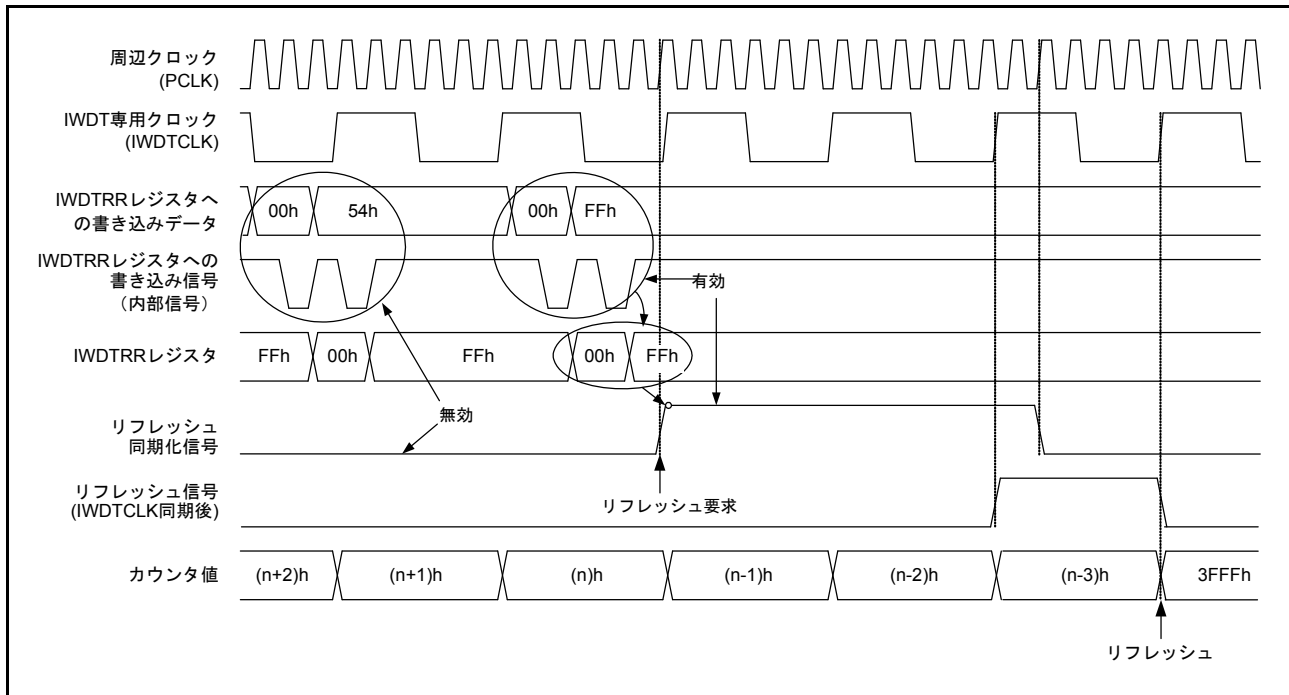 周辺クロック
(PCLK)
IWDT専用クロック
(IWDTCLK)
IWDTRRレジスタへ
の書き込みデータ
00h
54h
00h
FFh
IWDTRRレジスタへの
書き込み信号
（内部信号）
有効
IWDTRRレジスタ
FFh
00h
FFh
00h
FFh
無効
リフレッシュ
同期化信号
リフレッシュ要求
リフレッシュ信号
(IWDTCLK同期後)
カウンタ値
(n+2)h
(n+1)h
(n)h
(n-1)h
(n-2)h
(n-3)h
3FFFh
リフレッシュ